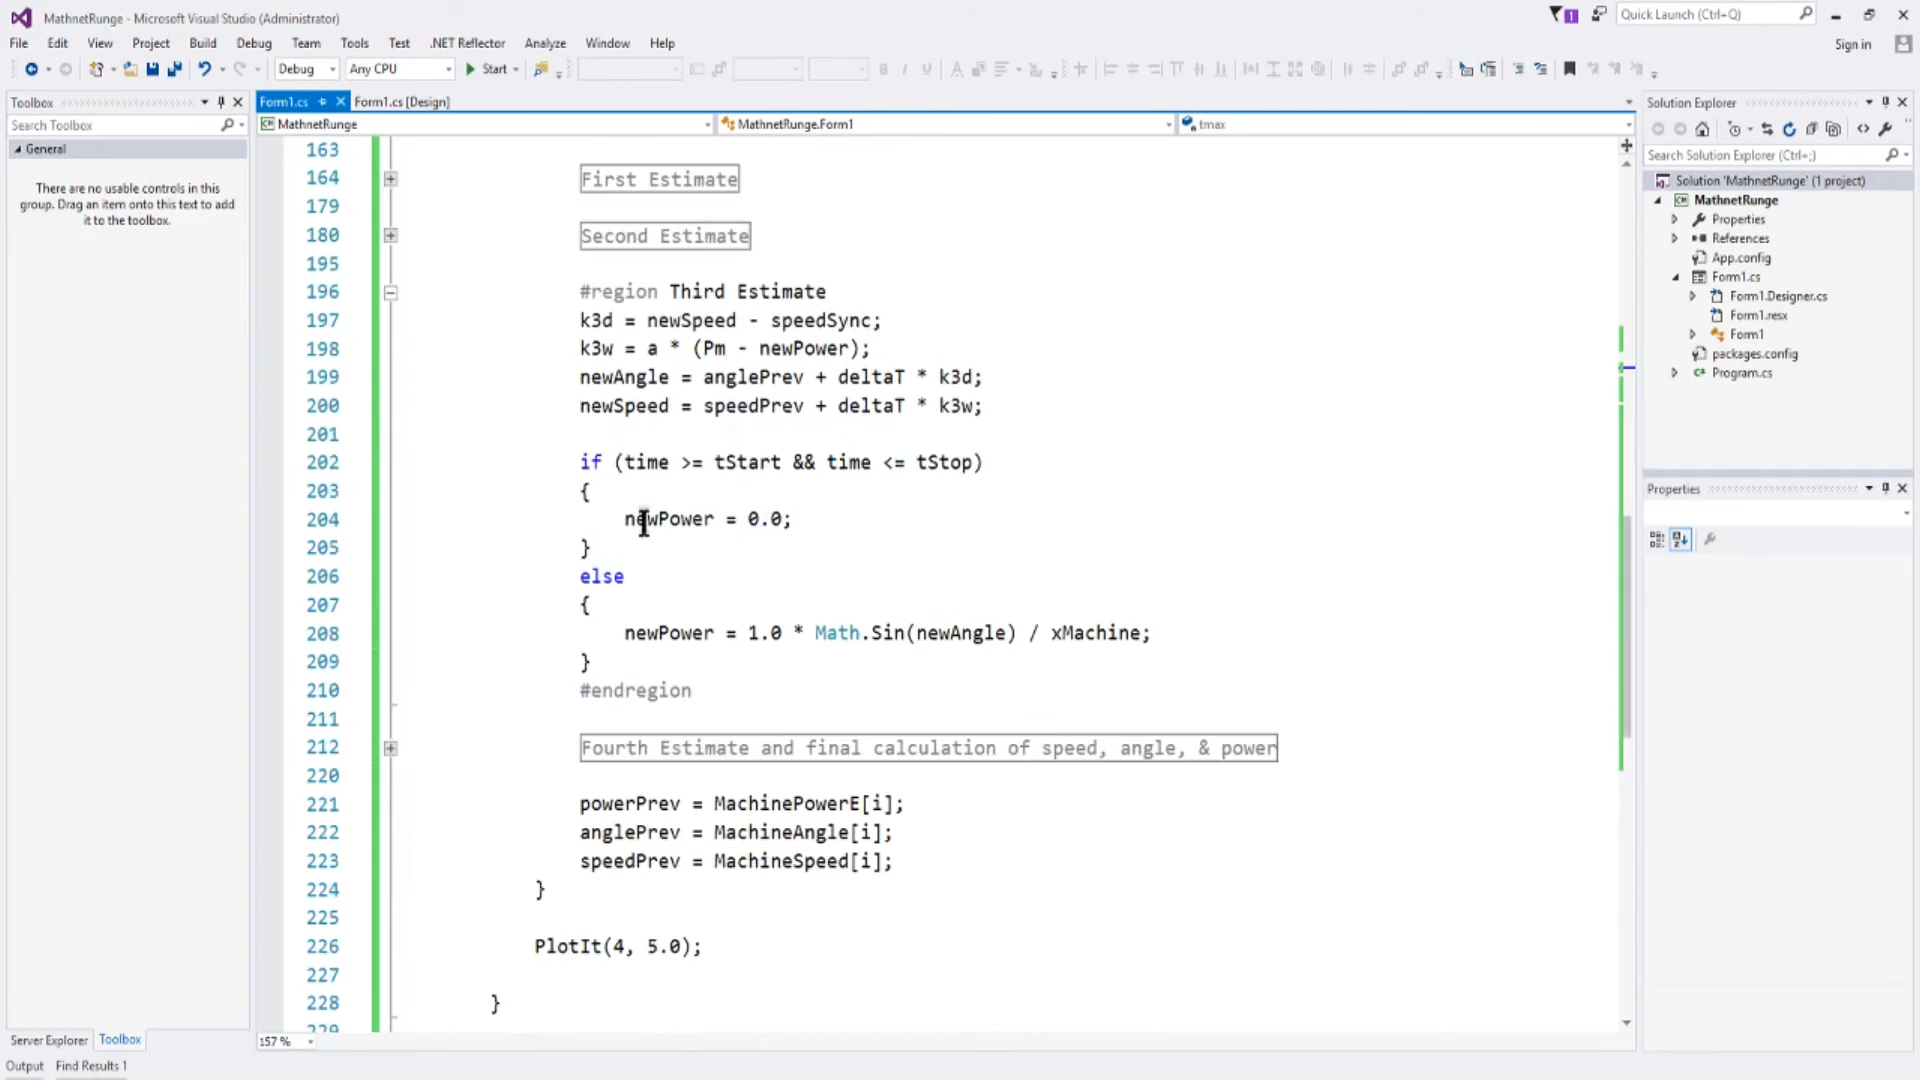 MathnetRunge - Microsoft Visual Studio (Administrator)
1
Quick Launch (Ctrl+Q)
File Edit View Project Build Debug Team Tools Test .NET Reflector Analyze Window Help
Sign in
Debug Any CPU Start
Toolbox
Form1.cs Form1.cs [Design]
Solution Explorer
Search Toolbox
MathnetRunge MathnetRunge.Form1 tmax
General
There are no usable controls in this
group. Drag an item onto this text to add
it to the toolbox.
163
164 First Estimate
179
180 Second Estimate
195
196 #region Third Estimate
197 k3d = newSpeed - speedSync;
198 k3w = a * (Pm - newPower);
199 newAngle = anglePrev + deltaT * k3d;
200 newSpeed = speedPrev + deltaT * k3w;
201
202 if (time >= tStart && time <= tStop)
203 {
204 newPower = 0.0;
205 }
206 else
207 {
208 newPower = 1.0 * Math.Sin(newAngle) / xMachine;
209 }
210 #endregion
211
212 Fourth Estimate and final calculation of speed, angle, & power
220
221 powerPrev = MachinePowerE[i];
222 anglePrev = MachineAngle[i];
223 speedPrev = MachineSpeed[i];
224 }
225
226 PlotIt(4, 5.0);
227
228 }
229
157 %
Search Solution Explorer (Ctrl+;)
Solution 'MathnetRunge' (1 project)
MathnetRunge
Properties
References
App.config
Form1.cs
Form1.Designer.cs
Form1.resx
Form1
packages.config
Program.cs
Properties
Server Explorer Toolbox
Output Find Results 1